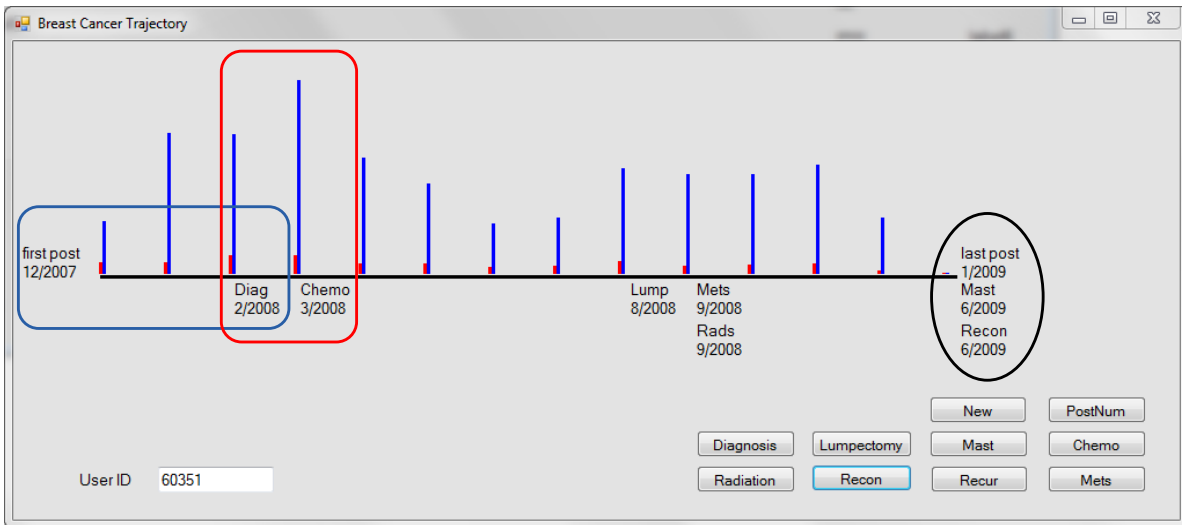 Breast Cancer Trajectory
first post
12/2007
Diag
2/2008
Chemo
3/2008
Lump
8/2008
Mets
9/2008
Rads
9/2008
last post
1/2009
Mast
6/2009
Recon
6/2009
New
PostNum
Diagnosis
Lumpectomy
Mast
Chemo
User ID
60351
Radiation
Recon
Recur
Mets